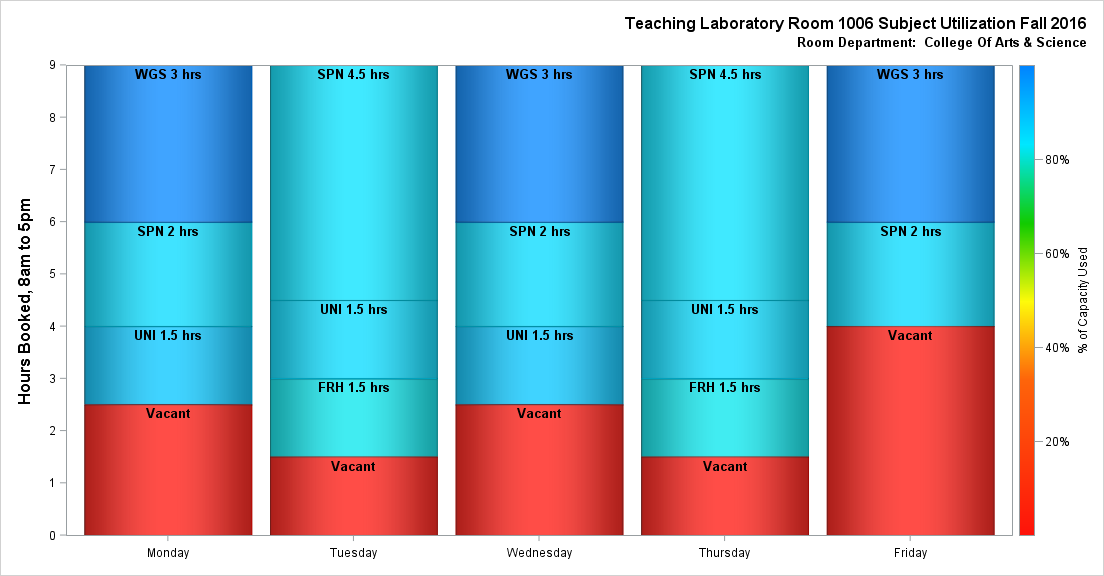 Teaching Laboratory Room 1006 Subject Utilization Fall 2016
Room Department:  College Of Arts & Science
Hours Booked, 8am to 5pm
9
8
7
6
5
4
3
2
1
0
WGS 3 hrs
SPN 2 hrs
UNI 1.5 hrs
Vacant
SPN 4.5 hrs
UNI 1.5 hrs
FRH 1.5 hrs
Vacant
WGS 3 hrs
SPN 2 hrs
UNI 1.5 hrs
Vacant
SPN 4.5 hrs
UNI 1.5 hrs
FRH 1.5 hrs
Vacant
WGS 3 hrs
SPN 2 hrs
Vacant
Monday
Tuesday
Wednesday
Thursday
Friday
80%
60%
40%
20%
% of Capacity Used